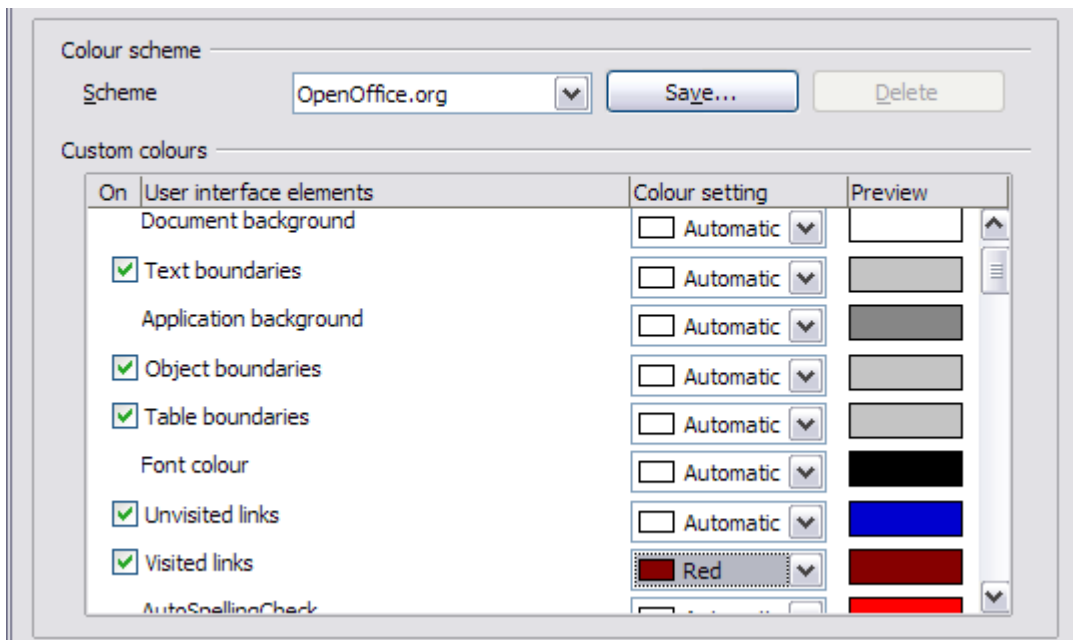 Colour scheme
Scheme OpenOffice.org Save... Delete
Custom colours
On User interface elements Colour setting Preview
Document background Automatic
Text boundaries Automatic
Application background Automatic
Object boundaries Automatic
Table boundaries Automatic
Font colour Automatic
Unvisited links Automatic
Visited links Red
AutoSpellingCheck Automatic